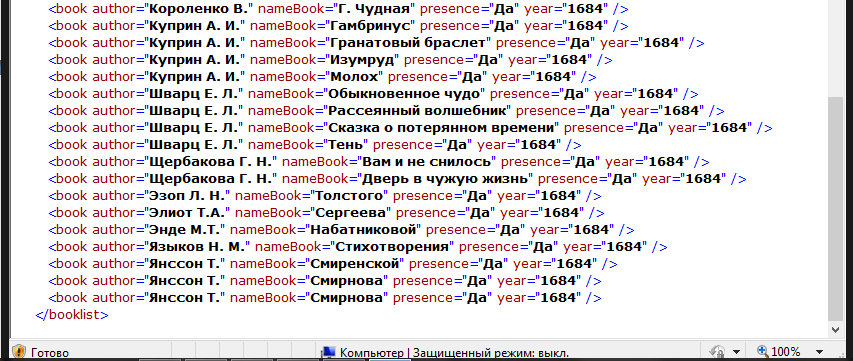 <book author="Короленко В." nameBook="Г. Чудная" presence="Да" year="1684" />
<book author="Куприн А. И." nameBook="Гамбринус" presence="Да" year="1684" />
<book author="Куприн А. И." nameBook="Гранатовый браслет" presence="Да" year="1684" />
<book author="Куприн А. И." nameBook="Изумруд" presence="Да" year="1684" />
<book author="Куприн А. И." nameBook="Молох" presence="Да" year="1684" />
<book author="Шварц Е. Л." nameBook="Обыкновенное чудо" presence="Да" year="1684" />
<book author="Шварц Е. Л." nameBook="Рассеянный волшебник" presence="Да" year="1684" />
<book author="Шварц Е. Л." nameBook="Сказка о потерянном времени" presence="Да" year="1684" />
<book author="Шварц Е. Л." nameBook="Тень" presence="Да" year="1684" />
<book author="Щербакова Г. Н." nameBook="Вам и не снилось" presence="Да" year="1684" />
<book author="Щербакова Г. Н." nameBook="Дверь в чужую жизнь" presence="Да" year="1684" />
<book author="Эзоп Л. Н." nameBook="Толстого" presence="Да" year="1684" />
<book author="Элиот Т.А." nameBook="Сергеева" presence="Да" year="1684" />
<book author="Энде М.Т." nameBook="Набатниковой" presence="Да" year="1684" />
<book author="Языков Н. М." nameBook="Стихотворения" presence="Да" year="1684" />
<book author="Янссон Т." nameBook="Смиренской" presence="Да" year="1684" />
<book author="Янссон Т." nameBook="Смирнова" presence="Да" year="1684" />
<book author="Янссон Т." nameBook="Смирнова" presence="Да" year="1684" />
</booklist>
Готово Компьютер | Защищенный режим: выкл. 100%